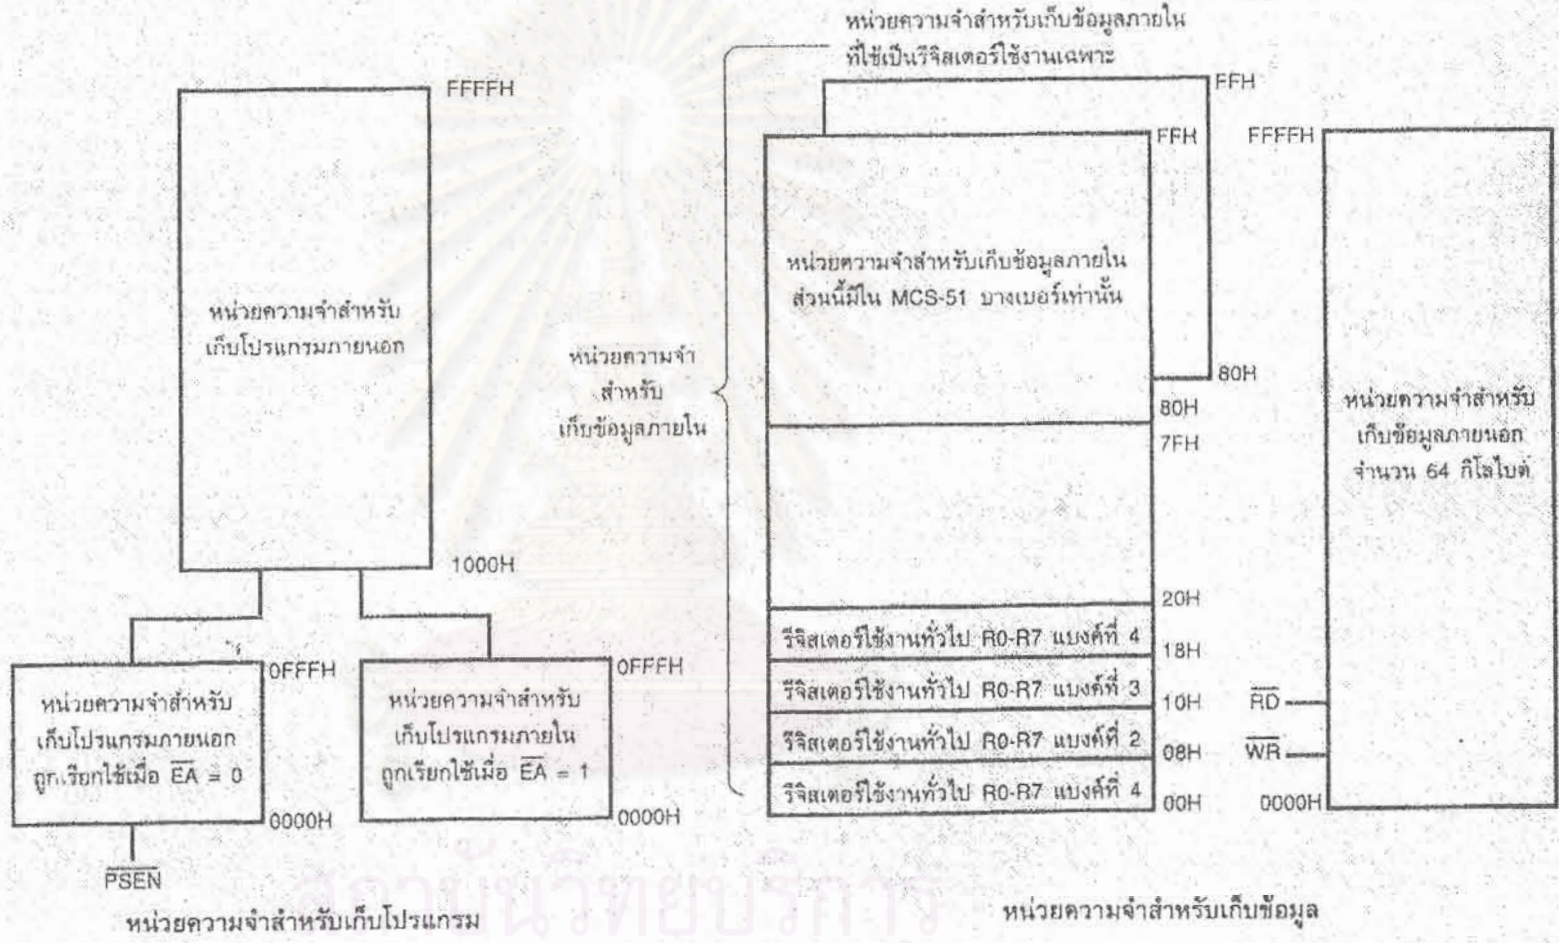 หน่วยความจำสำหรับเก็บข้อมูลภายใน
ที่ใช้เป็นรีจิสเตอร์ใช้งานเฉพาะ
FFFFH
หน่วยความจำสำหรับ
เก็บโปรแกรมภายนอก
1000H
0FFFH
หน่วยความจำสำหรับ
เก็บโปรแกรมภายนอก
ถูกเรียกใช้เมื่อ E̅A̅ = 0
0000H
P̅S̅E̅N̅
0FFFH
หน่วยความจำสำหรับ
เก็บโปรแกรมภายใน
ถูกเรียกใช้เมื่อ E̅A̅ = 1
0000H
หน่วยความจำสำหรับเก็บโปรแกรม
หน่วยความจำ
สำหรับ
เก็บข้อมูลภายใน
FFH
FFH
หน่วยความจำสำหรับเก็บข้อมูลภายใน
ส่วนนี้มีใน MCS-51 บางเบอร์เท่านั้น
80H
80H
7FH
20H
รีจิสเตอร์ใช้งานทั่วไป R0-R7 แบงค์ที่ 4
18H
รีจิสเตอร์ใช้งานทั่วไป R0-R7 แบงค์ที่ 3
10H
รีจิสเตอร์ใช้งานทั่วไป R0-R7 แบงค์ที่ 2
08H
รีจิสเตอร์ใช้งานทั่วไป R0-R7 แบงค์ที่ 4
00H
FFFFH
หน่วยความจำสำหรับ
เก็บข้อมูลภายนอก
จำนวน 64 กิโลไบต์
R̅D̅
W̅R̅
0000H
หน่วยความจำสำหรับเก็บข้อมูล
สถาบันวิทยบริการ